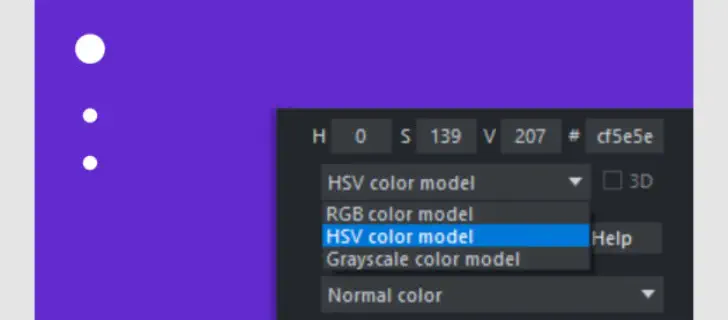 H 0 S 139 V 207 # cf5e5e
HSV color model 3D
RGB color model
HSV color model Help
Grayscale color model
Normal color